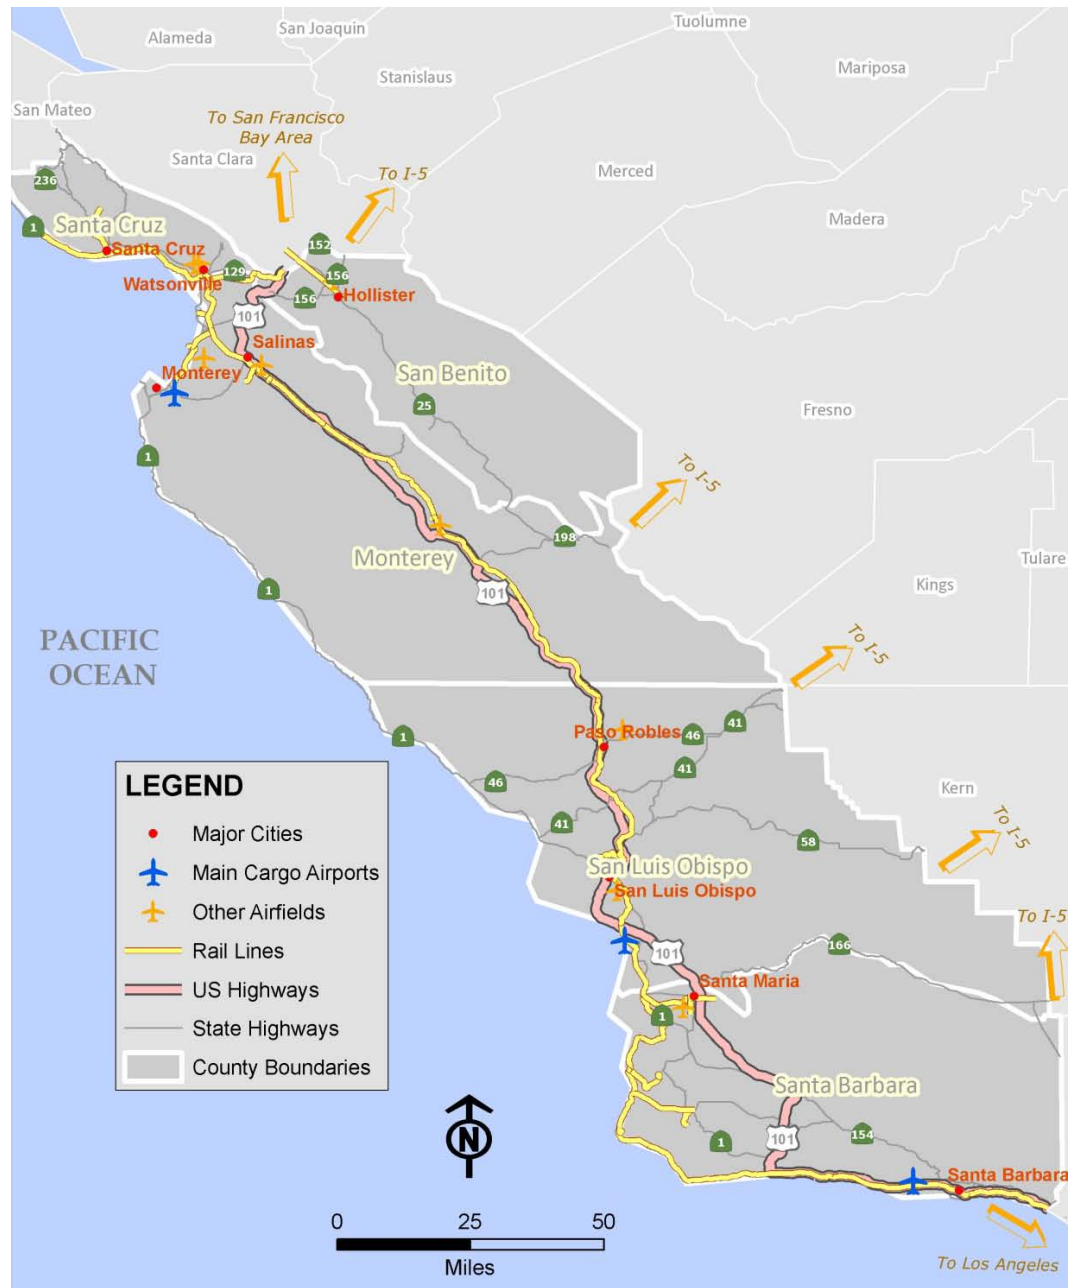 Tuolumne
San Joaquin
Alameda
Mariposa
Stanislaus
San Mateo
To San Francisco
Bay Area
Santa Clara
To I-5
Merced
236
Madera
1
Santa Cruz
152
Santa Cruz
129
156
Watsonville
156
Hollister
101
Salinas
Monterey
San Benito
25
Fresno
1
To I-5
198
Monterey
Tulare
Kings
1
101
PACIFIC
OCEAN
To I-5
41
Paso Robles
46
1
41
46
Kern
LEGEND
Major Cities
41
58
To I-5
Main Cargo Airports
San Luis Obispo
San Luis Obispo
Other Airfields
To I-5
Rail Lines
101
166
US Highways
Santa Maria
1
State Highways
County Boundaries
Santa Barbara
N
1
101
154
Santa Barbara
0
25
50
Miles
To Los Angeles